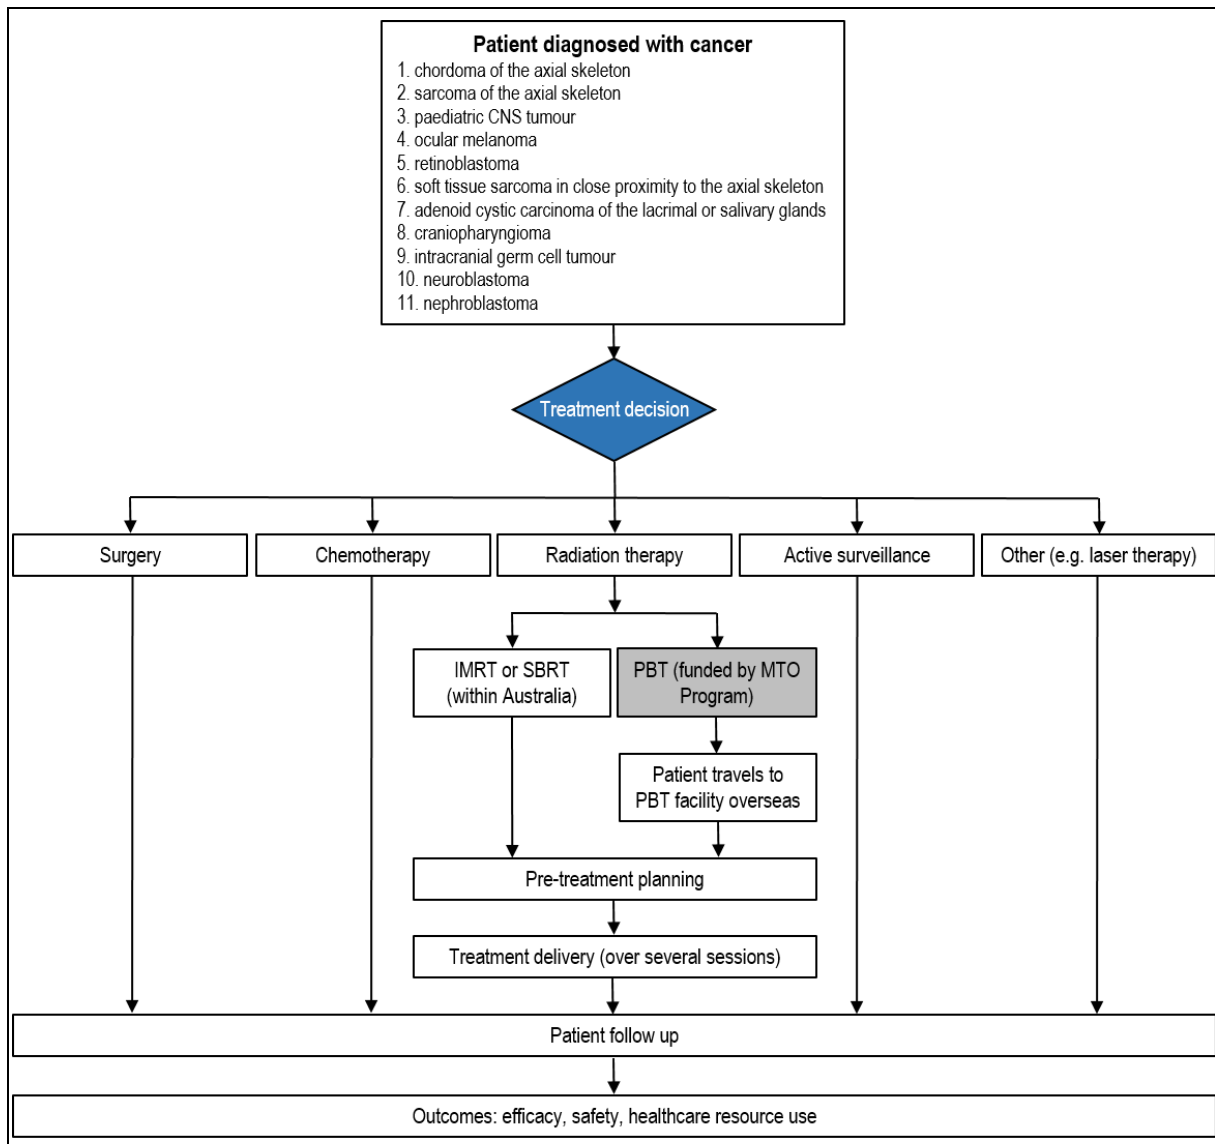 Patient diagnosed with cancer
1. chordoma of the axial skeleton
2. sarcoma of the axial skeleton
3. paediatric CNS tumour
4. ocular melanoma
5. retinoblastoma
6. soft tissue sarcoma in close proximity to the axial skeleton
7. adenoid cystic carcinoma of the lacrimal or salivary glands
8. craniopharyngioma
9. intracranial germ cell tumour
10. neuroblastoma
11. nephroblastoma
Treatment decision
Surgery
Chemotherapy
Radiation therapy
Active surveillance
Other (e.g. laser therapy)
IMRT or SBRT
(within Australia)
PBT (funded by MTO
Program)
Patient travels to
PBT facility overseas
Pre-treatment planning
Treatment delivery (over several sessions)
Patient follow up
Outcomes: efficacy, safety, healthcare resource use